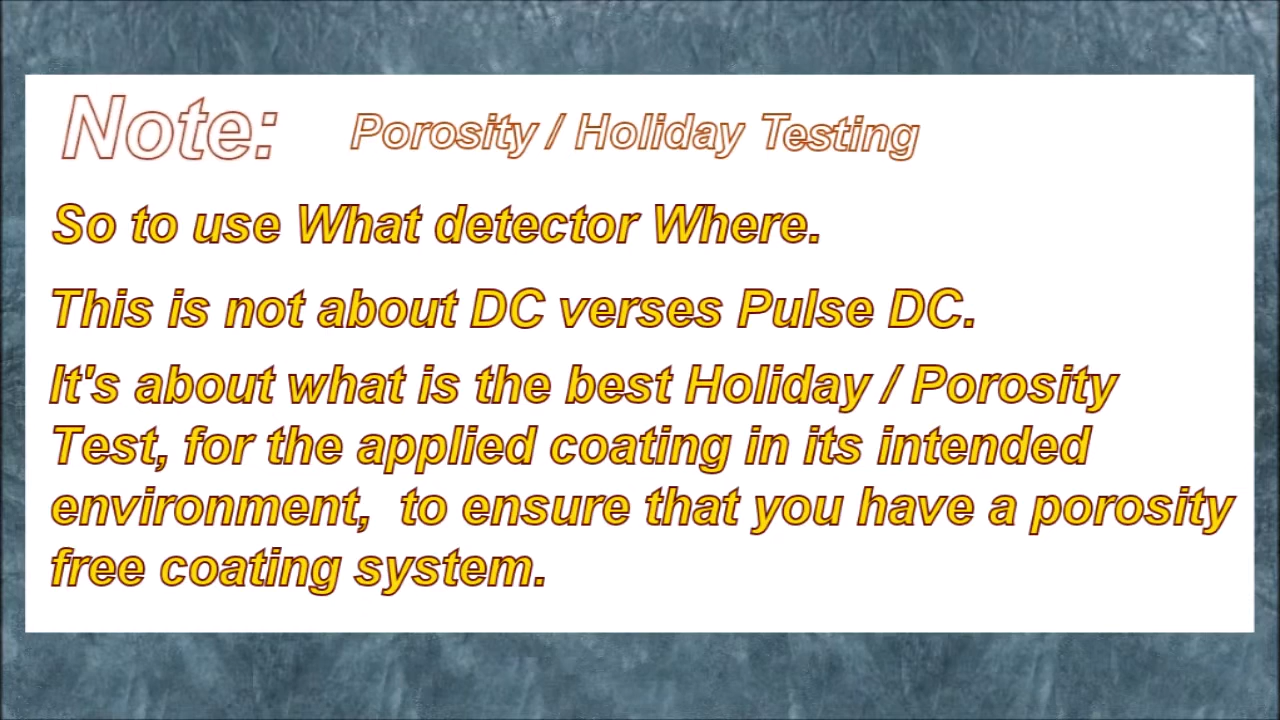 Note: Porosity / Holiday Testing
So to use What detector Where.
This is not about DC verses Pulse DC.
It's about what is the best Holiday / Porosity
Test, for the applied coating in its intended
environment,  to ensure that you have a porosity
free coating system.